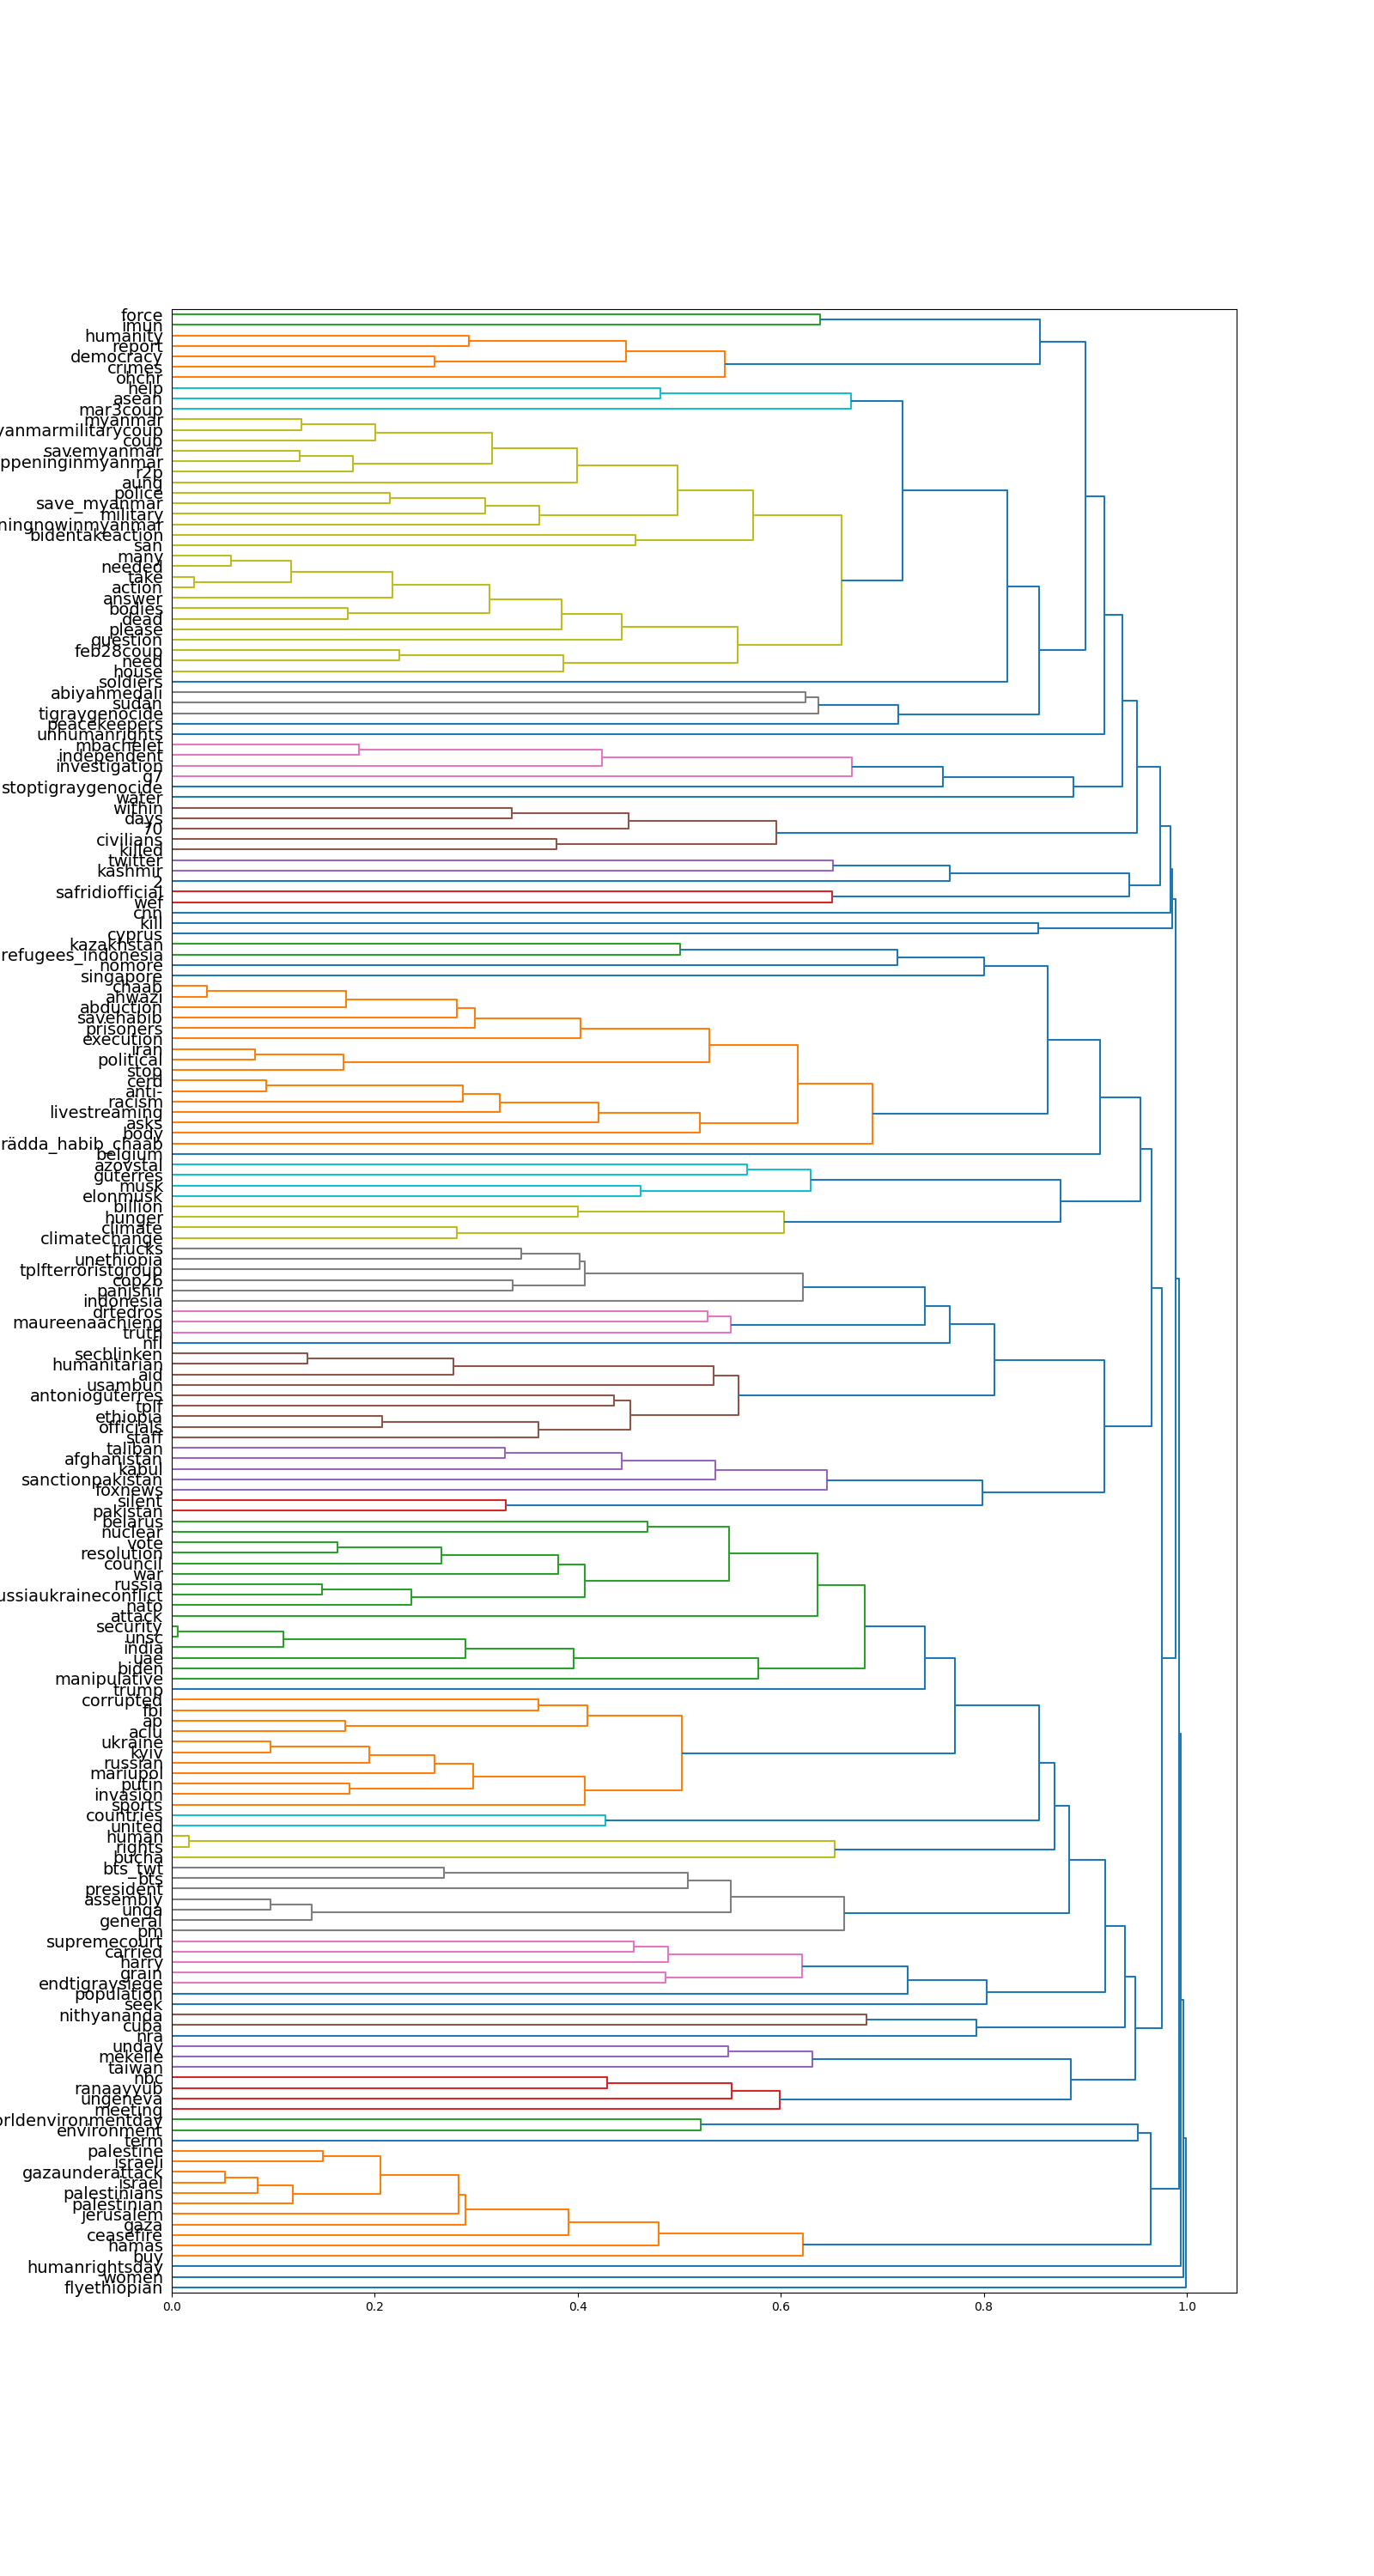 force
imun
humanity
report
democracy
crimes
ohchr
help
asean
mar3coup
myanmar
yanmarmilitarycoup
coup
savemyanmar
ppeninginmyanmar
r2p
aung
police
save_myanmar
military
ningnowinmyanmar
bidentakeaction
san
many
needed
take
action
answer
bodies
dead
please
question
feb28coup
need
house
soldiers
abiyahmedali
sudan
tigraygenocide
peacekeepers
unhumanrights
mbachelet
independent
investigation
g7
stoptigraygenocide
water
within
days
70
civilians
killed
twitter
kashmir
2
safridiofficial
wef
cnn
kill
cyprus
kazakhstan
refugees_indonesia
nomore
singapore
chaab
ahwazi
abduction
savehabib
prisoners
execution
iran
political
stop
cerd
anti-
racism
livestreaming
asks
body
rädda_habib_chaab
belgium
azovstal
guterres
musk
elonmusk
billion
hunger
climate
climatechange
trucks
unethiopia
tplfterroristgroup
cop26
panjshir
indonesia
drtedros
maureenaachieng
truth
nfl
secblinken
humanitarian
aid
usambun
antonioguterres
tplf
ethiopia
officials
staff
taliban
afghanistan
kabul
sanctionpakistan
foxnews
silent
pakistan
belarus
nuclear
vote
resolution
council
war
russia
ussiaukraineconflict
nato
attack
security
unsc
india
uae
biden
manipulative
trump
corrupted
fbi
ap
aclu
ukraine
kyiv
russian
mariupol
putin
invasion
sports
countries
united
human
rights
bucha
bts_twt
_bts
president
assembly
unga
general
pm
supremecourt
carried
harry
grain
endtigraysiege
population
seek
nithyananda
cuba
nra
unday
mekelle
taiwan
nbc
ranaayyub
ungeneva
meeting
orldenvironmentday
environment
term
palestine
israeli
gazaunderattack
israel
palestinians
palestinian
jerusalem
gaza
ceasefire
hamas
buy
humanrightsday
women
flyethiopian
0.0 0.2 0.4 0.6 0.8 1.0